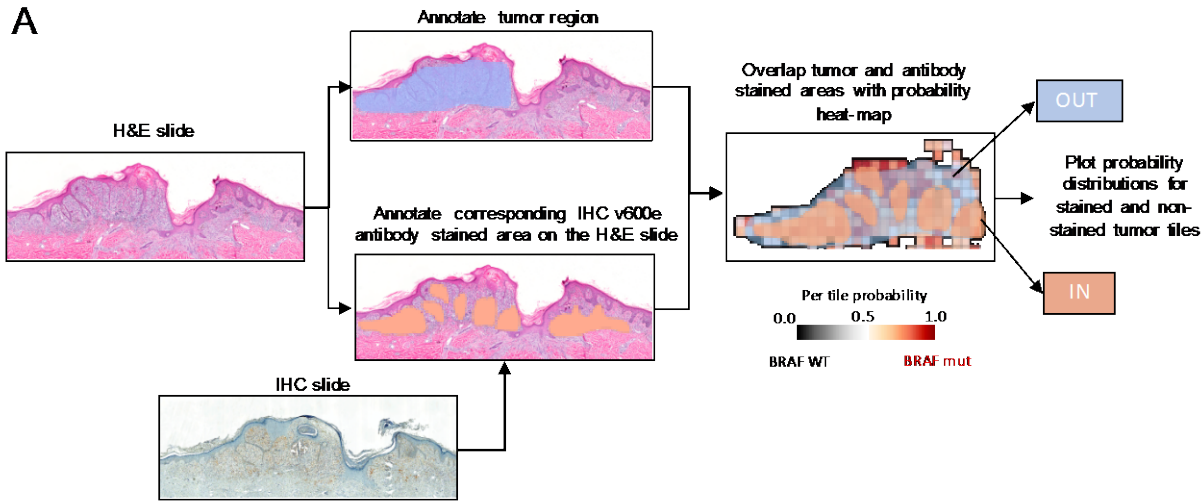 A
Annotate tumor region
H&E slide
Annotate corresponding IHC v600e
antibody stained area on the H&E slide
IHC slide
Overlap tumor and antibody
stained areas with probability
heat-map
Per tile probability
0.0 0.5 1.0
BRAF WT BRAF mut
OUT
Plot probability
distributions for
stained and non-
stained tumor tiles
IN